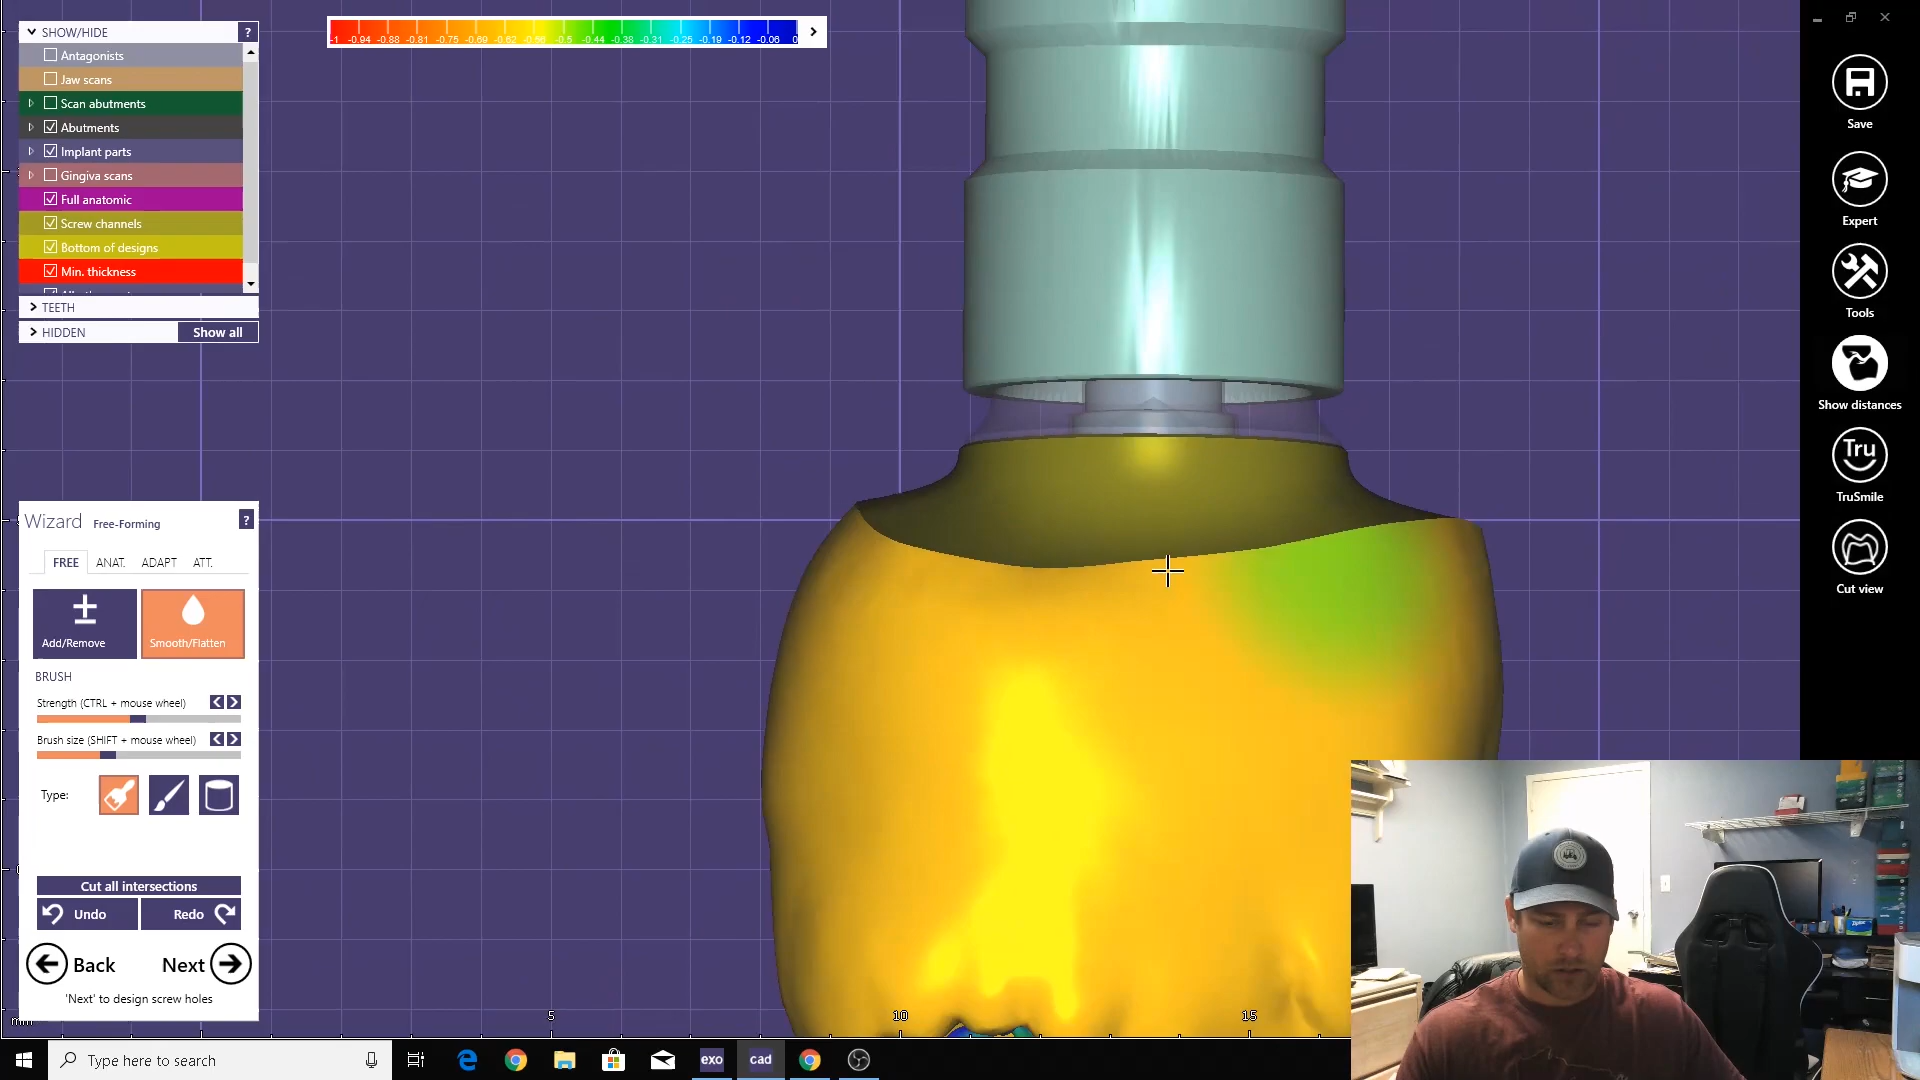 SHOW/HIDE ?
Antagonists
Jaw scans
Scan abutments
Abutments
Implant parts
Gingiva scans
Full anatomic
Screw channels
Bottom of designs
Min. thickness
TEETH
HIDDEN Show all
-1 -0.94 -0.88 -0.81 -0.75 -0.69 -0.62 -0.56 -0.5 -0.44 -0.38 -0.31 -0.25 -0.19 -0.12 -0.06 0
Save
Expert
Tools
Show distances
Tru
TruSmile
Cut view
Wizard Free-Forming ?
FREE ANAT. ADAPT ATT.
Add/Remove Smooth/Flatten
BRUSH
Strength (CTRL + mouse wheel)
Brush size (SHIFT + mouse wheel)
Type:
Cut all intersections
Undo Redo
Back Next
'Next' to design screw holes
5 10 15
Type here to search
exo cad